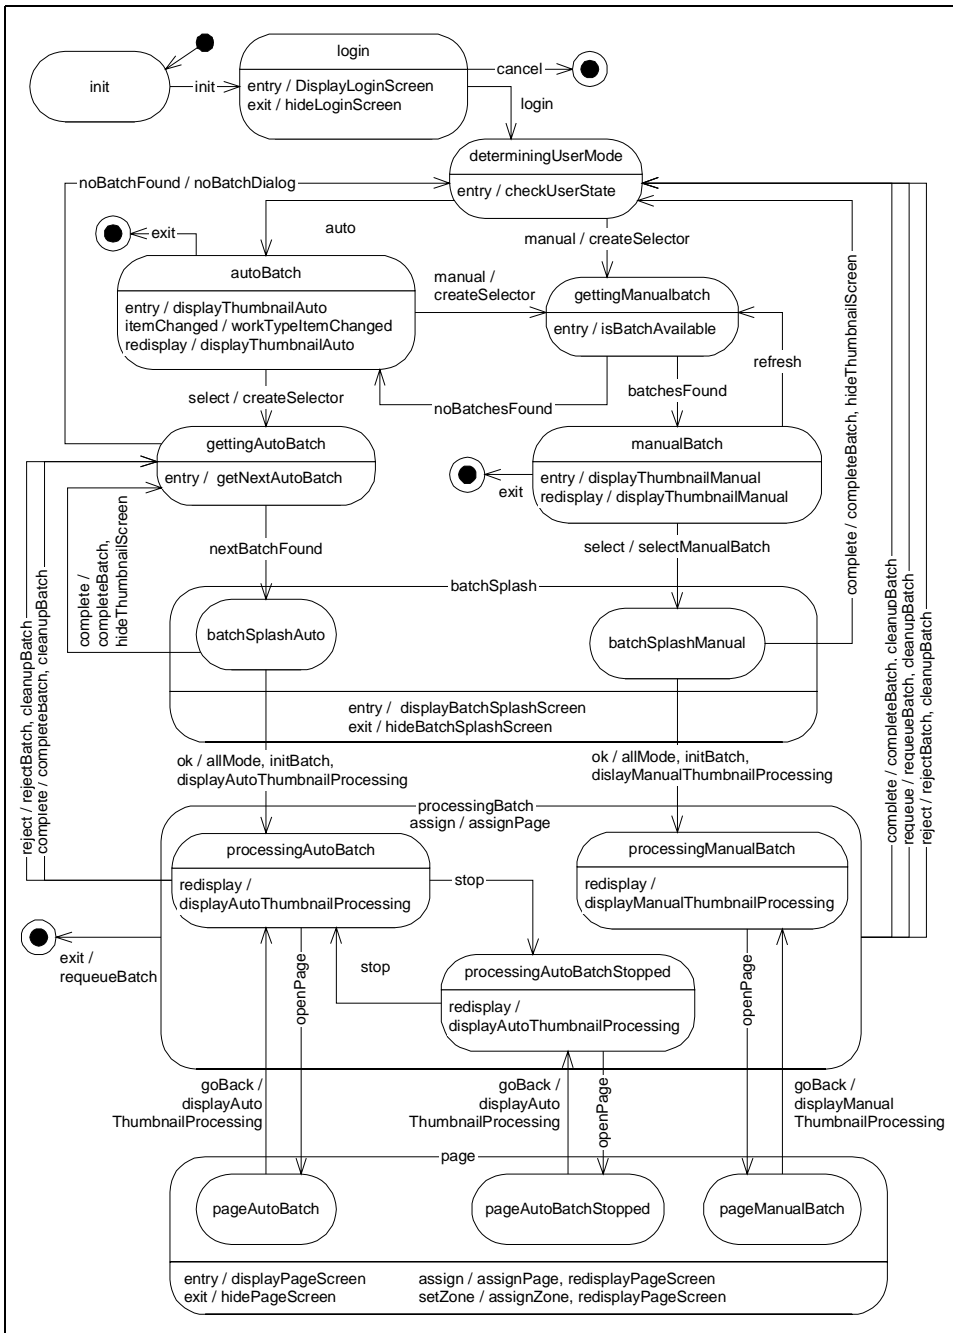 login
init
init
entry / DisplayLoginScreen
exit / hideLoginScreen
cancel
login
determiningUserMode
entry / checkUserState
noBatchFound / noBatchDialog
auto
exit
manual / createSelector
autoBatch
entry / displayThumbnailAuto
itemChanged / workTypeItemChanged
redisplay / displayThumbnailAuto
manual /
createSelector
gettingManualbatch
entry / isBatchAvailable
refresh
select / createSelector
noBatchesFound
batchesFound
gettingAutoBatch
entry /  getNextAutoBatch
manualBatch
entry / displayThumbnailManual
redisplay / displayThumbnailManual
exit
nextBatchFound
select / selectManualBatch
complete / completeBatch, hideThumbnailScreen
complete /
completeBatch,
hideThumbnailScreen
batchSplash
batchSplashAuto
batchSplashManual
entry /  displayBatchSplashScreen
exit / hideBatchSplashScreen
reject / rejectBatch, cleanupBatch
complete / completeBatch, cleanupBatch
complete / completeBatch, cleanupBatch
requeue / requeueBatch, cleanupBatch
reject / rejectBatch, cleanupBatch
ok / allMode, initBatch,
displayAutoThumbnailProcessing
ok / allMode, initBatch,
dislayManualThumbnailProcessing
processingBatch
assign / assignPage
processingAutoBatch
redisplay /
displayAutoThumbnailProcessing
processingManualBatch
redisplay /
displayManualThumbnailProcessing
stop
stop
exit /
requeueBatch
openPage
processingAutoBatchStopped
redisplay /
displayAutoThumbnailProcessing
openPage
goBack /
displayAuto
ThumbnailProcessing
goBack /
displayAuto
ThumbnailProcessing
openPage
goBack /
displayManual
ThumbnailProcessing
page
pageAutoBatch
pageAutoBatchStopped
pageManualBatch
entry / displayPageScreen
exit / hidePageScreen
assign / assignPage, redisplayPageScreen
setZone / assignZone, redisplayPageScreen